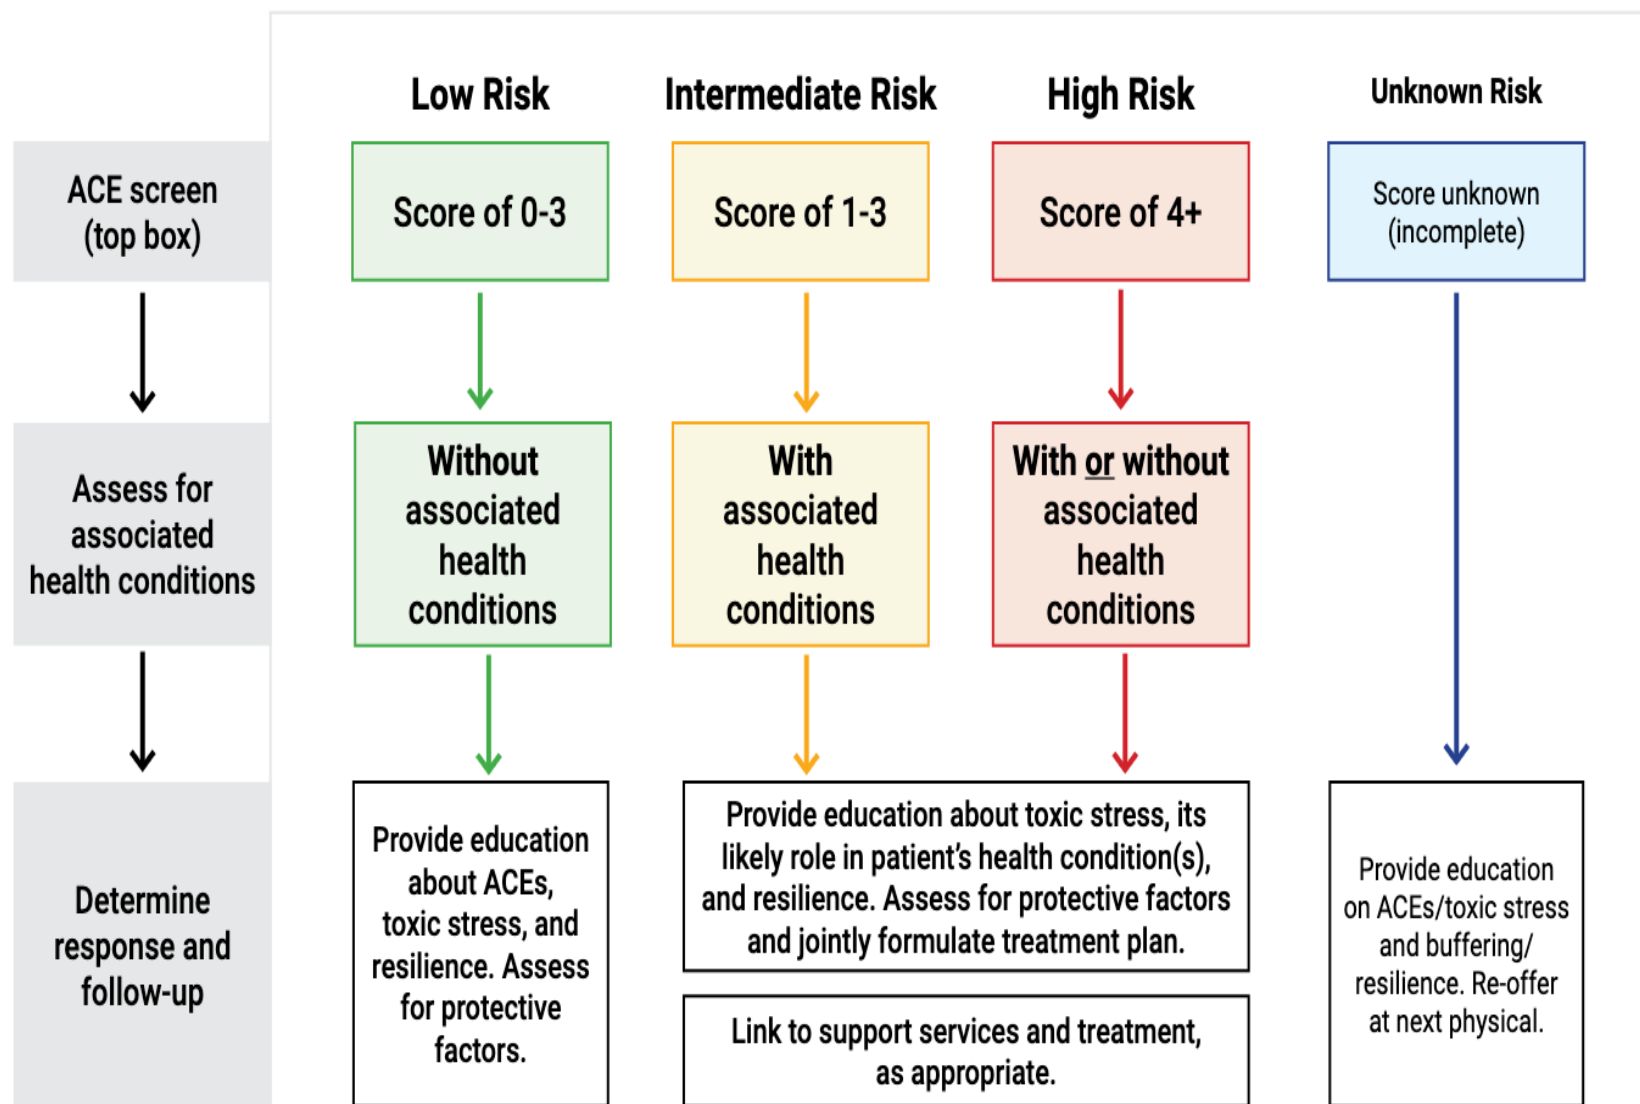 Low Risk
Intermediate Risk
High Risk
Unknown Risk
ACE screen
(top box)
Score of 0-3
Score of 1-3
Score of 4+
Score unknown
(incomplete)
Assess for
associated
health conditions
Without
associated
health
conditions
With
associated
health
conditions
With or without
associated
health
conditions
Determine
response and
follow-up
Provide education
about ACEs,
toxic stress, and
resilience. Assess
for protective
factors.
Provide education about toxic stress, its
likely role in patient's health condition(s),
and resilience. Assess for protective factors
and jointly formulate treatment plan.
Link to support services and treatment,
as appropriate.
Provide education
on ACEs/toxic stress
and buffering/
resilience. Re-offer
at next physical.